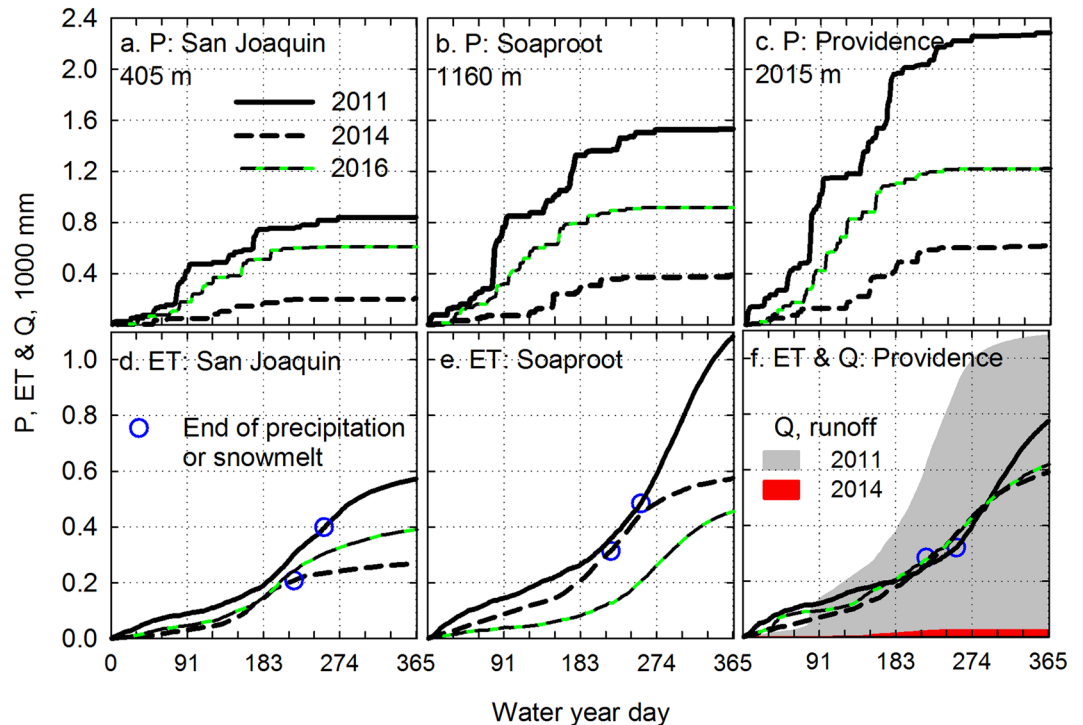 2.4
2.0
1.6
1.2
0.8
0.4
a. P: San Joaquin
405 m
2011
2014
2016
b. P: Soaproot
1160 m
c. P: Providence
2015 m
P, ET & Q, 1000 mm
1.0
0.8
0.6
0.4
0.2
0.0
d. ET: San Joaquin
End of precipitation
or snowmelt
e. ET: Soaproot
f. ET & Q: Providence
Q, runoff
2011
2014
0 91 183 274 365 91 183 274 365 91 183 274 365
Water year day